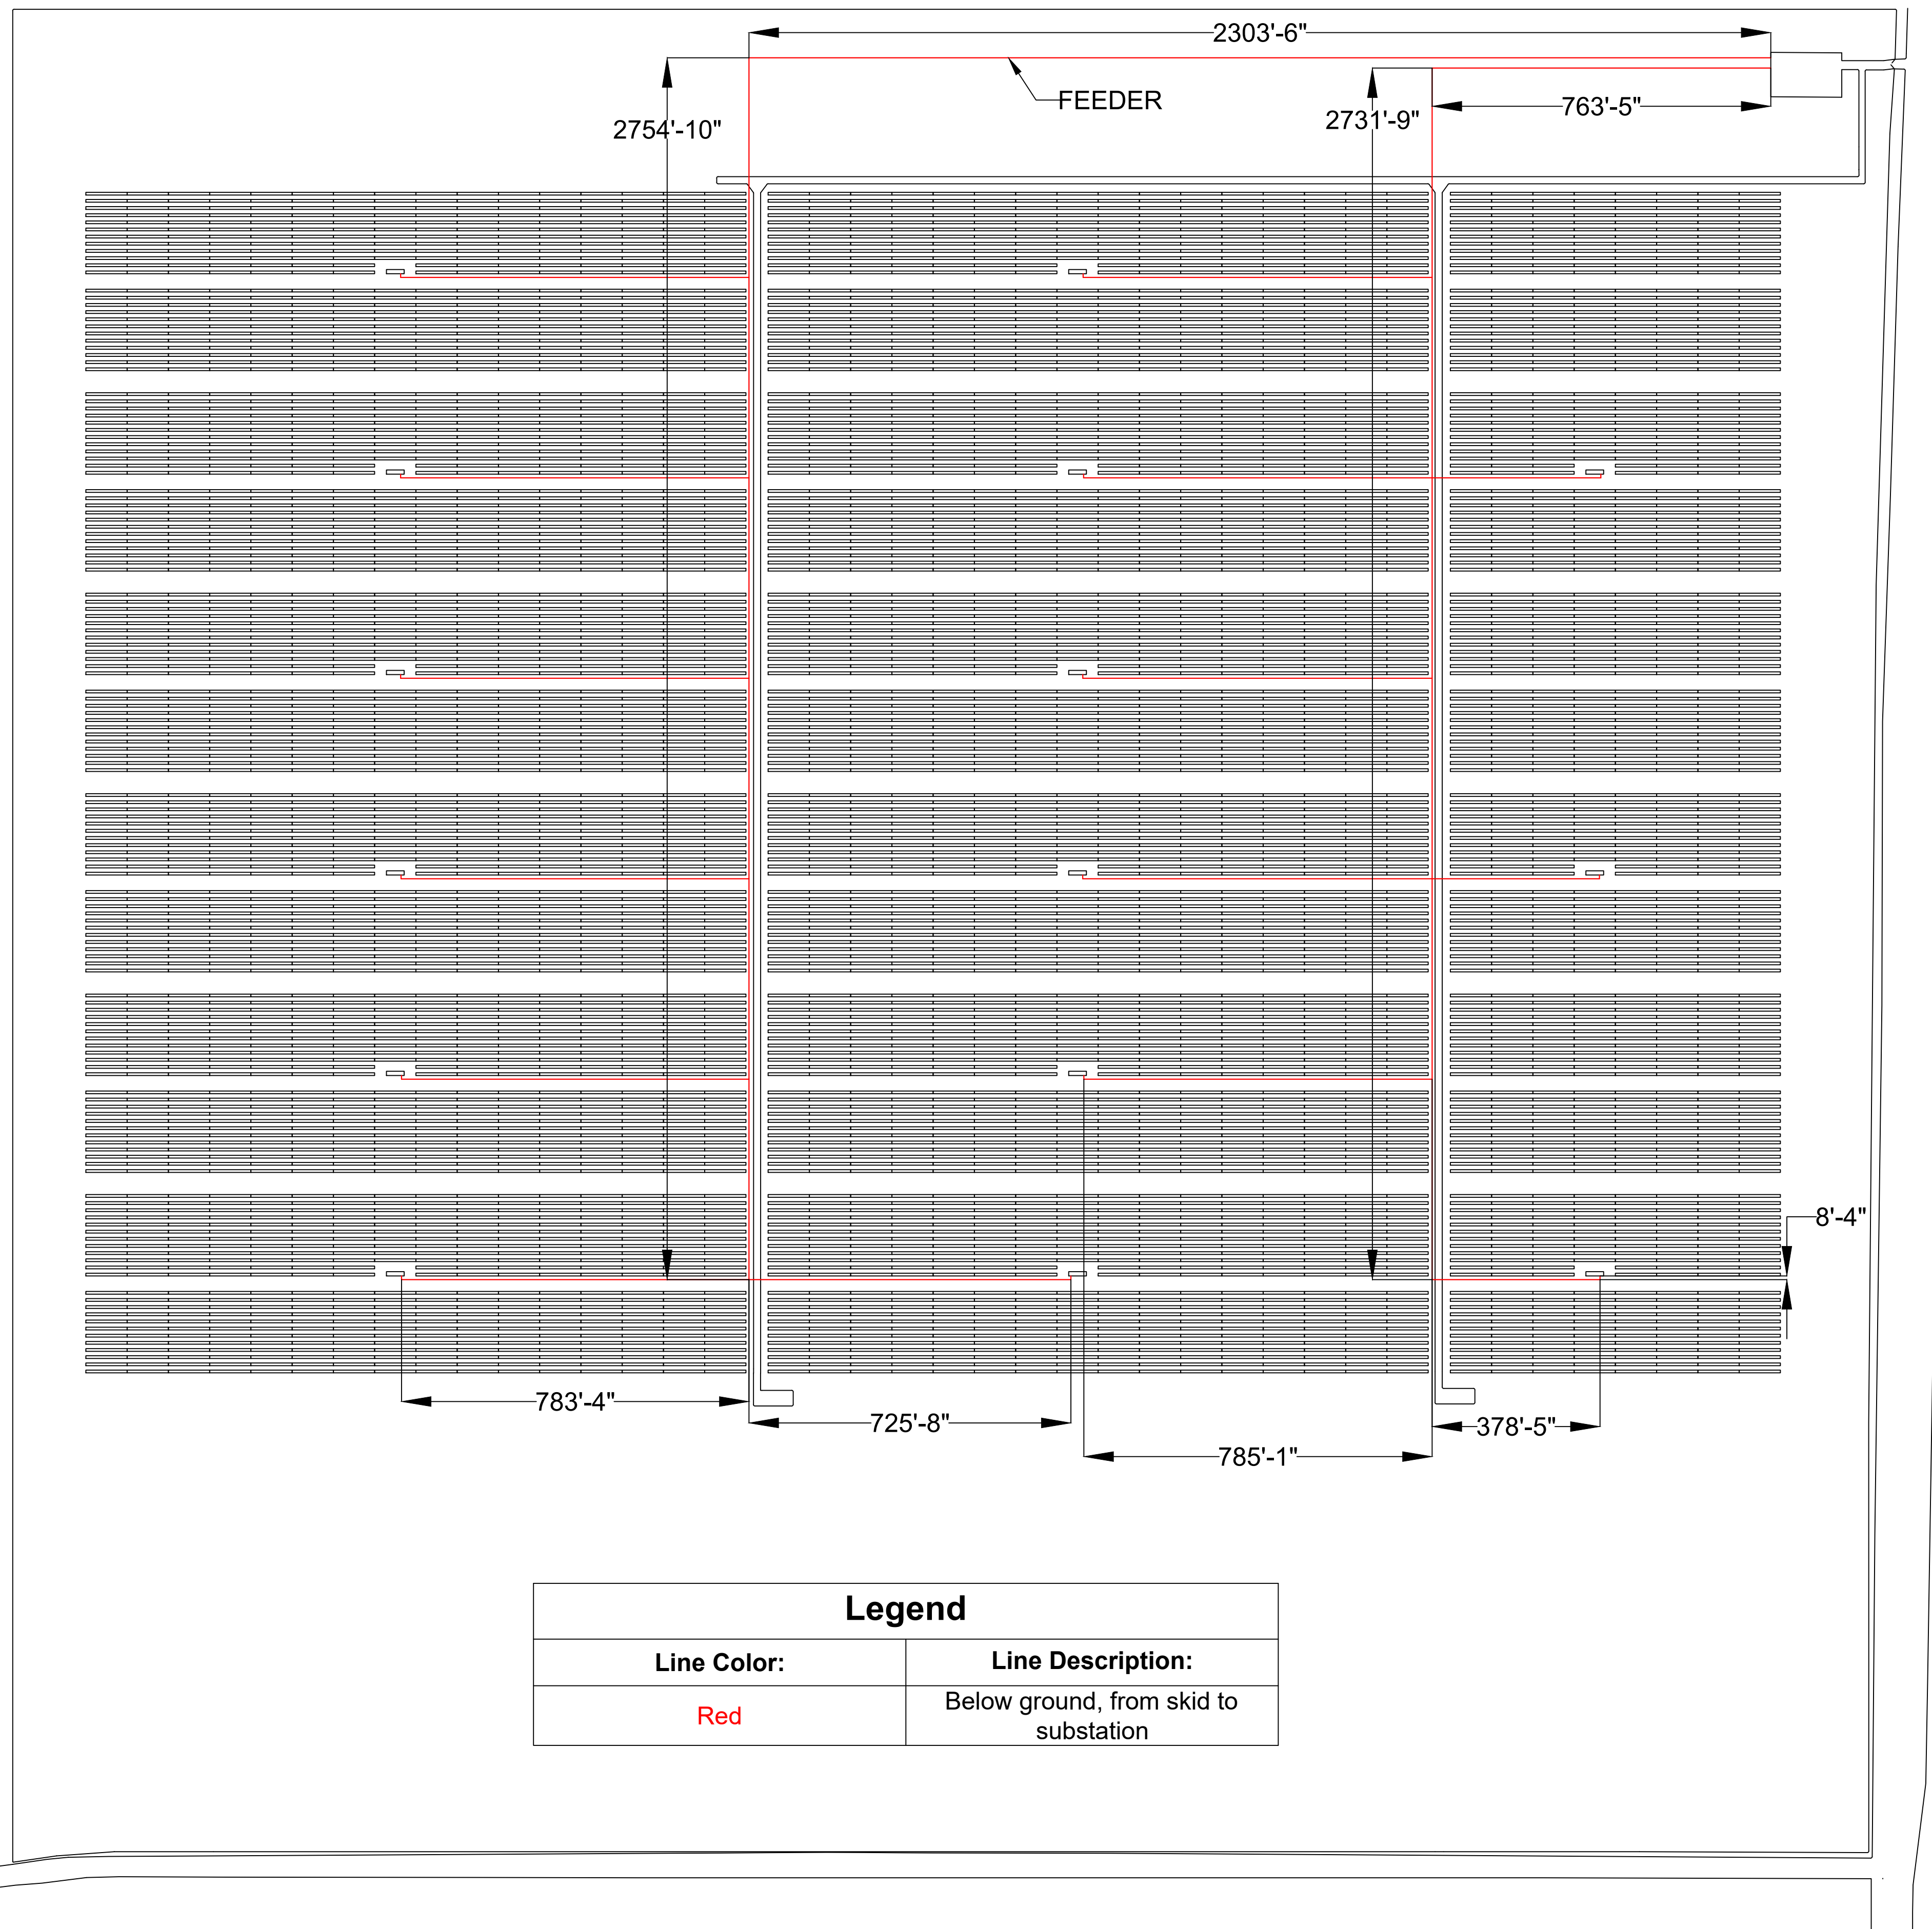 2303'-6"
FEEDER
763'-5"
2754'-10"
2731'-9"
8'-4"
783'-4"
725'-8"
378'-5"
785'-1"
Legend
Line Color:
Line Description:
Red
Below ground, from skid to
substation